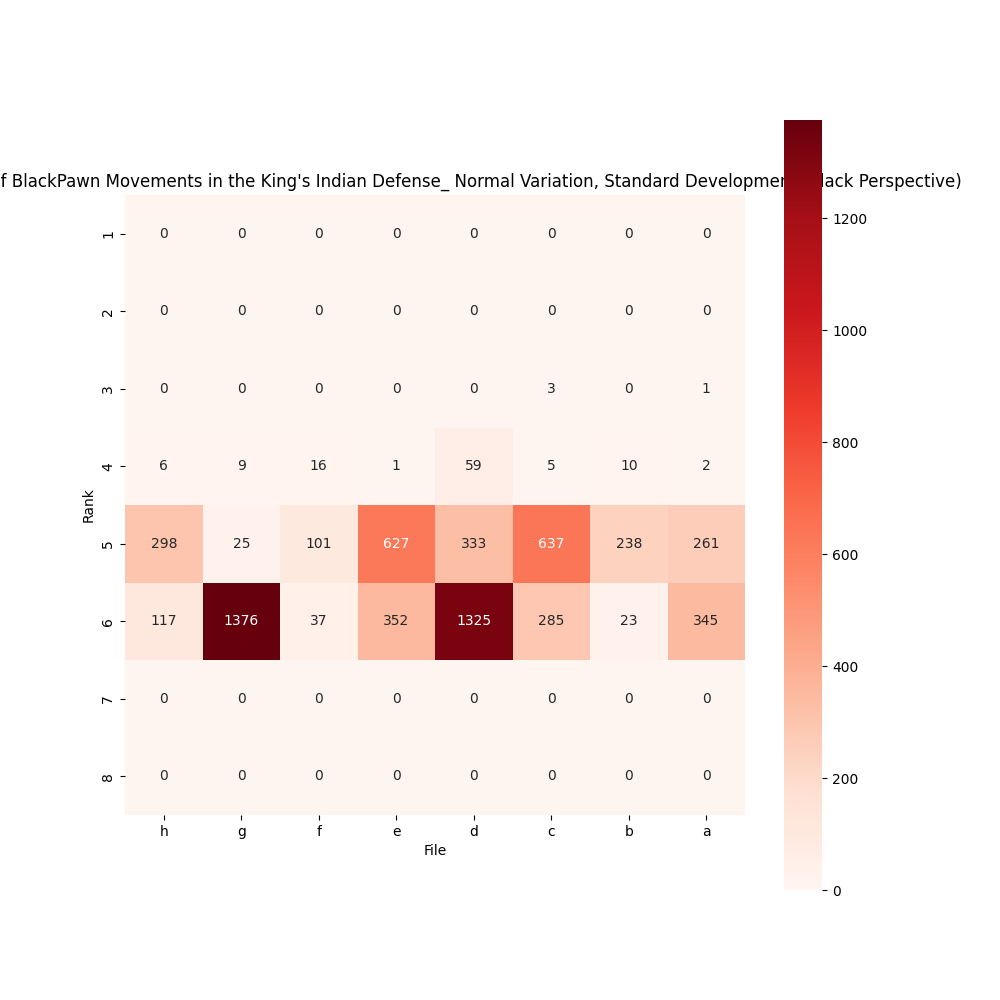 f BlackPawn Movements in the King's Indian Defense_ Normal Variation, Standard Developmen lack Perspective)
1 0 0 0 0 0 0 0 0
2 0 0 0 0 0 0 0 0
3 0 0 0 0 0 3 0 1
4 6 9 16 1 59 5 10 2
Rank
5 298 25 101 627 333 637 238 261
6 117 1376 37 352 1325 285 23 345
7 0 0 0 0 0 0 0 0
8 0 0 0 0 0 0 0 0
h g f e d c b a
File
1200
1000
800
600
400
200
0